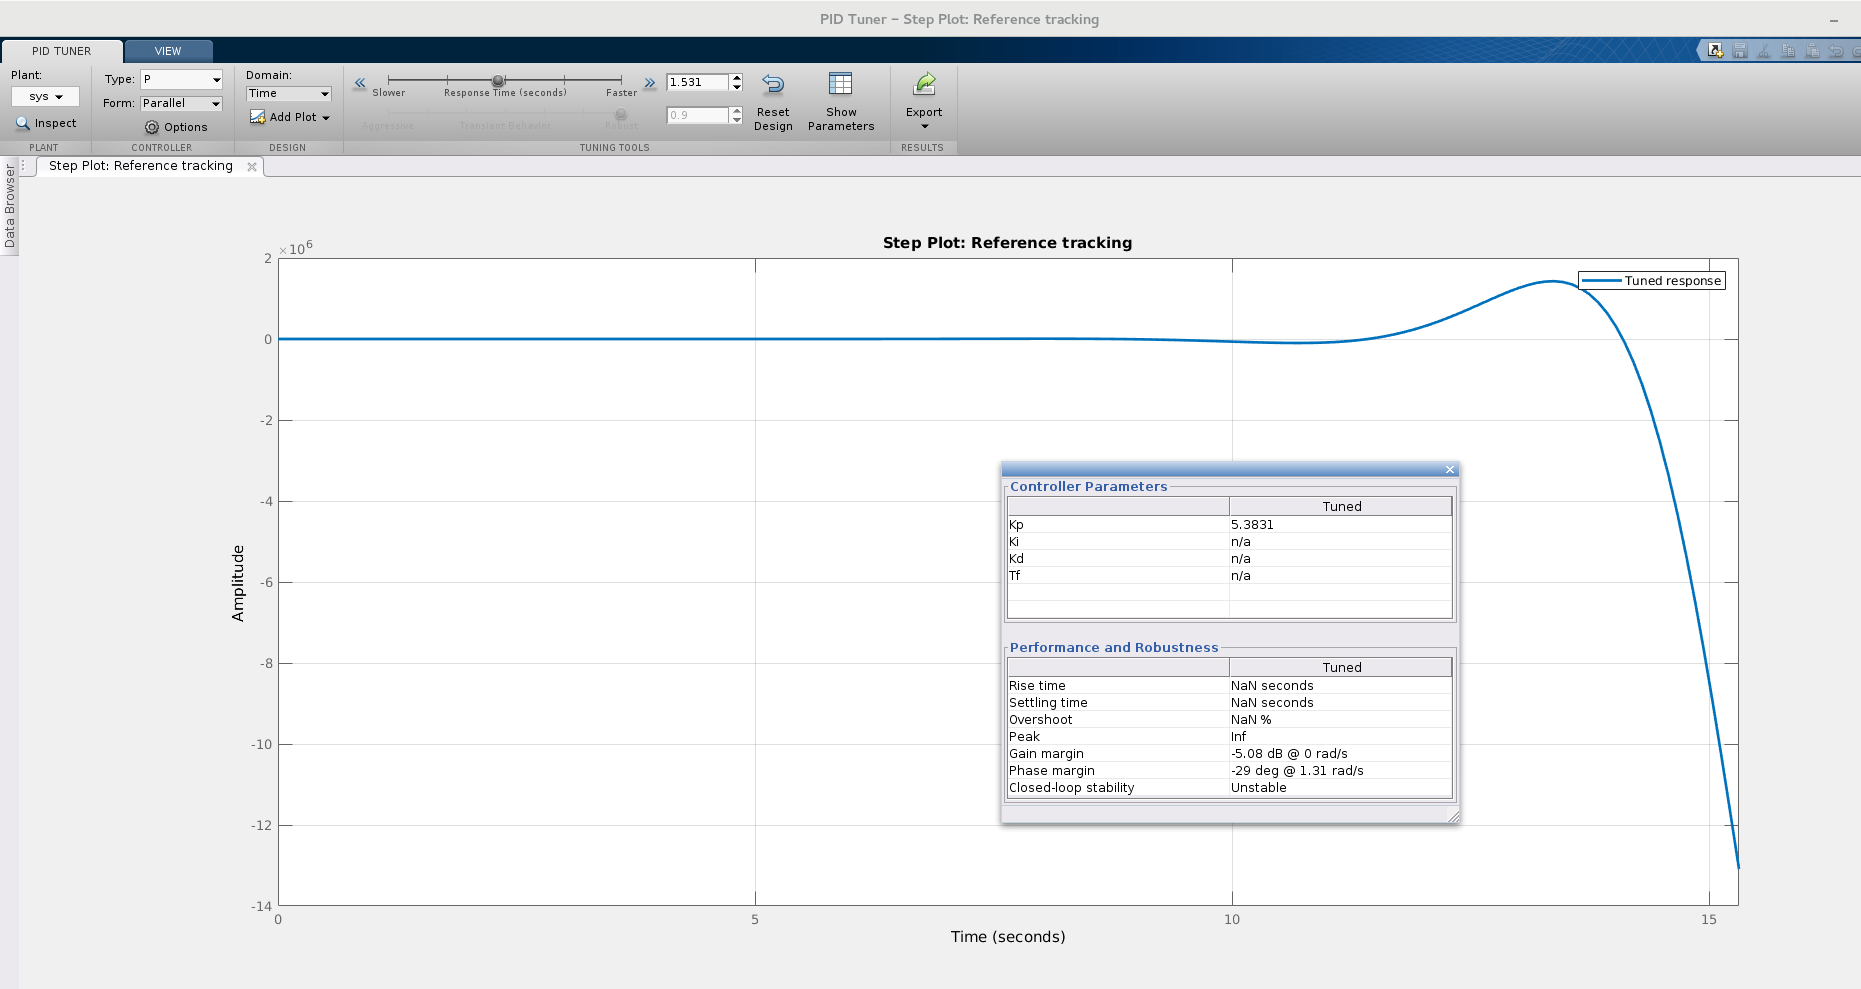 PID Tuner – Step Plot: Reference tracking
PID TUNER
VIEW
Plant:
sys
Inspect
PLANT
Type: P
Form: Parallel
Options
CONTROLLER
Domain:
Time
Add Plot
DESIGN
Slower Response Time (seconds) Faster
1.531
Aggressive Transient Behavior Robust
0.9
Reset
Design
Show
Parameters
TUNING TOOLS
Export
RESULTS
Data Browser
Step Plot: Reference tracking
Step Plot: Reference tracking
×10⁶
2
0
-2
-4
-6
-8
-10
-12
-14
Amplitude
Tuned response
0 5 10 15
Time (seconds)
Controller Parameters
Tuned
Kp 5.3831
Ki n/a
Kd n/a
Tf n/a
Performance and Robustness
Tuned
Rise time NaN seconds
Settling time NaN seconds
Overshoot NaN %
Peak Inf
Gain margin -5.08 dB @ 0 rad/s
Phase margin -29 deg @ 1.31 rad/s
Closed-loop stability Unstable